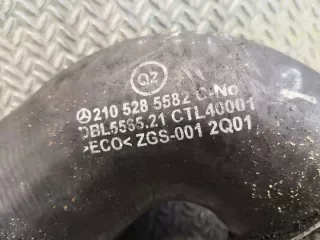 QZ
210 528 5582 C-No
DBL5565.21 CTL40001
>ECO< ZGS-001 2Q01